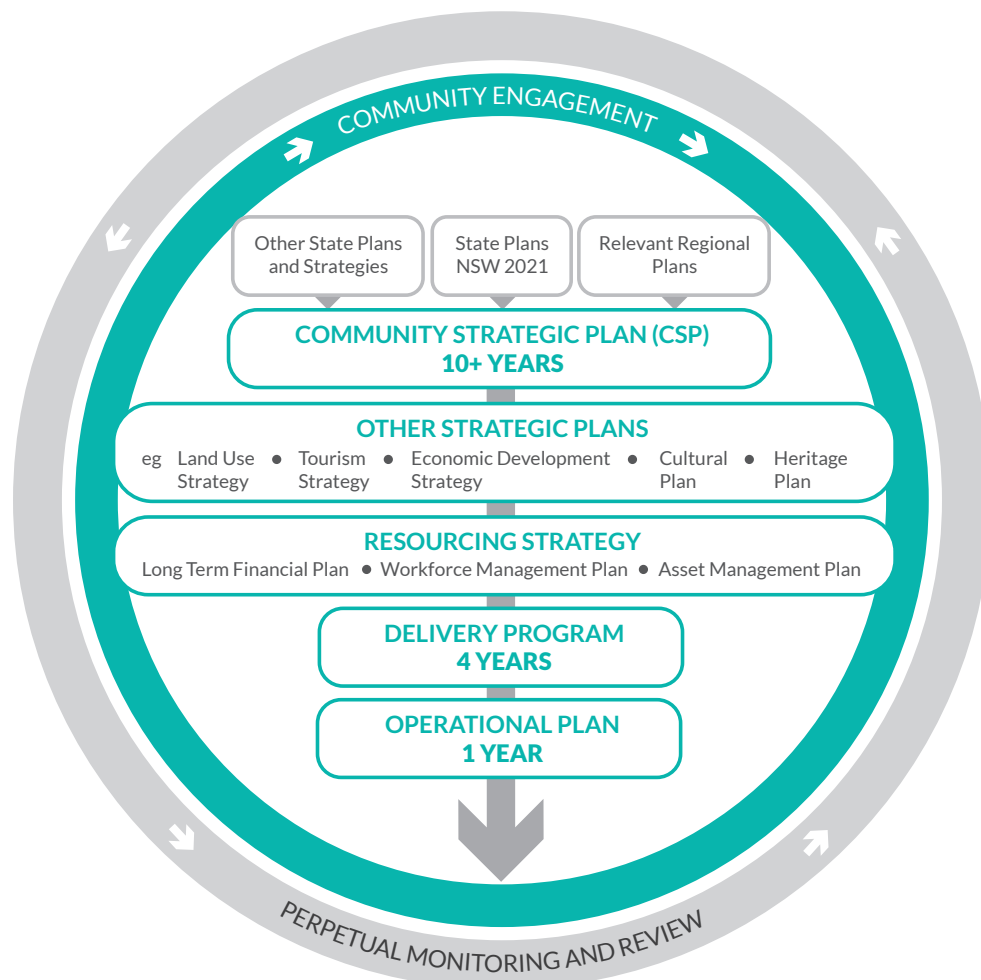 COMMUNITY ENGAGEMENT
Other State Plans
and Strategies
State Plans
NSW 2021
Relevant Regional
Plans
COMMUNITY STRATEGIC PLAN (CSP)
10+ YEARS
OTHER STRATEGIC PLANS
eg Land Use
Strategy
• Tourism
Strategy
• Economic Development
Strategy
• Cultural
Plan
• Heritage
Plan
RESOURCING STRATEGY
Long Term Financial Plan • Workforce Management Plan • Asset Management Plan
DELIVERY PROGRAM
4 YEARS
OPERATIONAL PLAN
1 YEAR
PERPETUAL MONITORING AND REVIEW